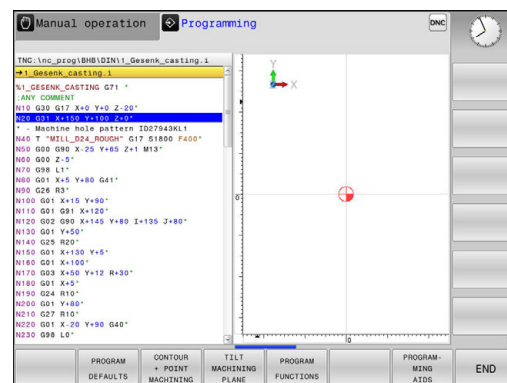 Manual operation
Programming
DNC
TNC:\nc_prog\BHB\DIN\1_Gesenk_casting.i
→1_Gesenk_casting.i
%1_GESENK_CASTING G71 *
;ANY COMMENT
N10 G30 G17 X+0 Y+0 Z-20*
N20 G31 X+150 Y+100 Z+0*
* - Machine hole pattern ID27943KL1
N40 T "MILL_D24_ROUGH" G17 S1800 F400*
N50 G00 G90 X-25 Y+65 Z+1 M13*
N60 G00 Z-5*
N70 G98 L1*
N80 G01 X+5 Y+80 G41*
N90 G26 R3*
N100 G01 X+15 Y+90*
N110 G01 G91 X+120*
N120 G02 G90 X+145 Y+80 I+135 J+80*
N130 G01 Y+50*
N140 G25 R20*
N150 G01 X+130 Y+5*
N160 G01 X+100*
N170 G03 X+50 Y+12 R+30*
N180 G01 X+5*
N190 G24 R10*
N200 G01 Y+80*
N210 G27 R10*
N220 G01 X-20 Y+90 G40*
N230 G98 L0*
Y
X
0
0
PROGRAM
DEFAULTS
CONTOUR
+ POINT
MACHINING
TILT
MACHINING
PLANE
PROGRAM
FUNCTIONS
PROGRAM-
MING
AIDS
END